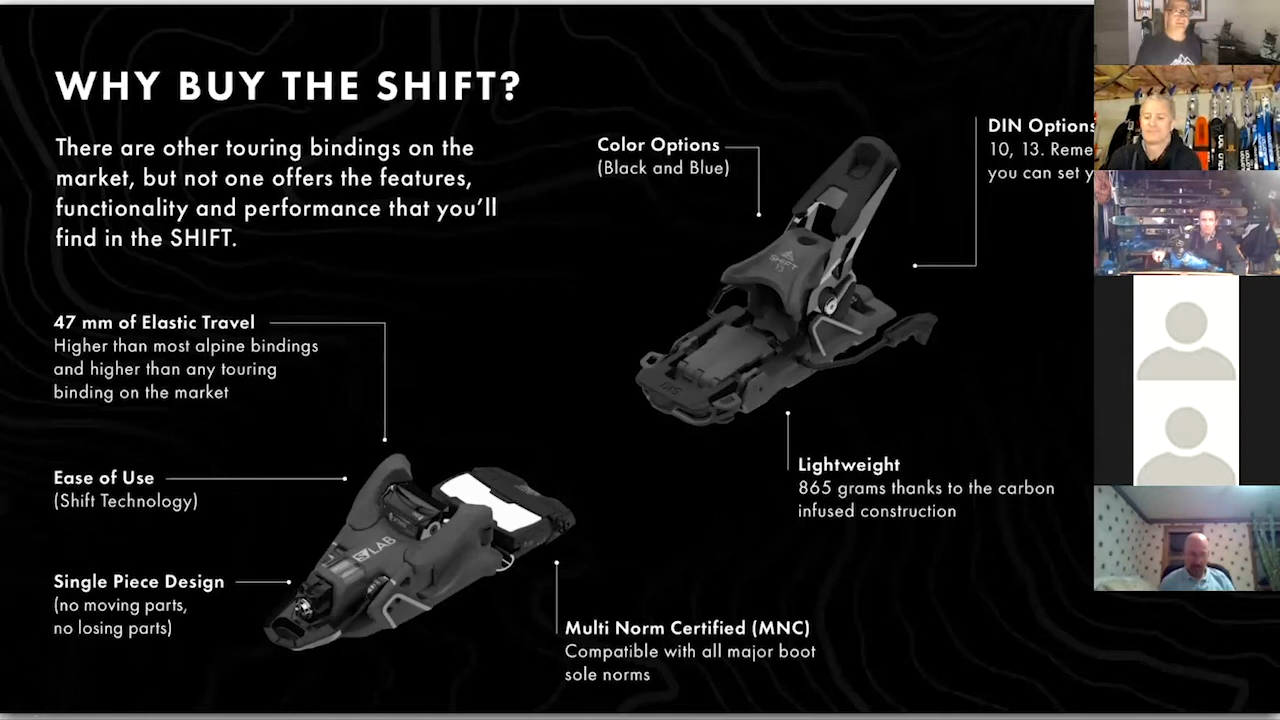 WHY BUY THE SHIFT?
There are other touring bindings on the
market, but not one offers the features,
functionality and performance that you'll
find in the SHIFT.
Color Options
(Black and Blue)
DIN Options
10, 13. Reme
you can set y
47 mm of Elastic Travel
Higher than most alpine bindings
and higher than any touring
binding on the market
SHIFT
13
Ease of Use
(Shift Technology)
Lightweight
865 grams thanks to the carbon
infused construction
S/LAB
Single Piece Design
(no moving parts,
no losing parts)
Multi Norm Certified (MNC)
Compatible with all major boot
sole norms